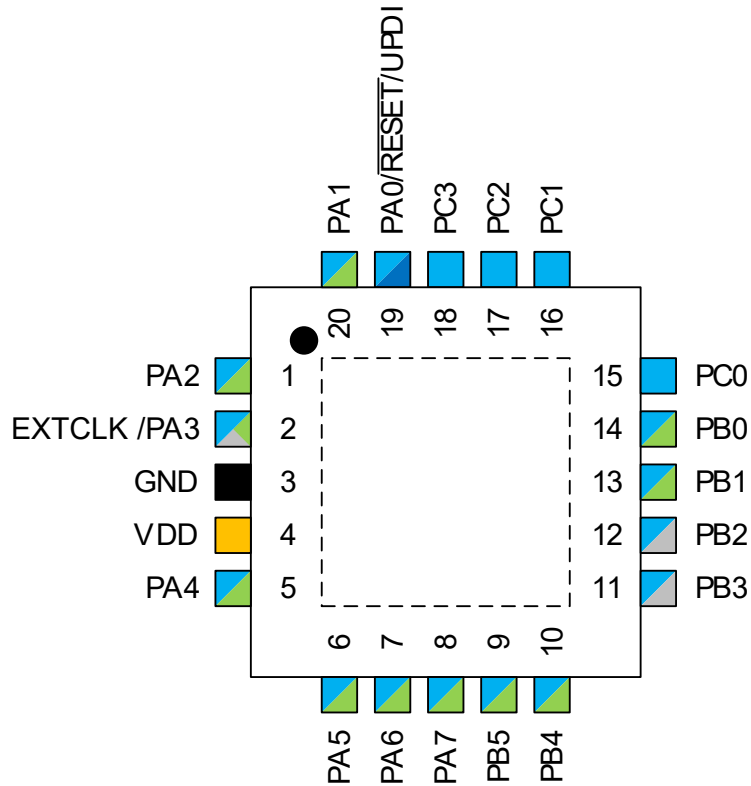 PA1
PA0/RESET/UPDI
PC3
PC2
PC1
20
19
18
17
16
PA2 1
EXTCLK /PA3 2
GND 3
VDD 4
PA4 5
15 PC0
14 PB0
13 PB1
12 PB2
11 PB3
6
7
8
9
10
PA5
PA6
PA7
PB5
PB4